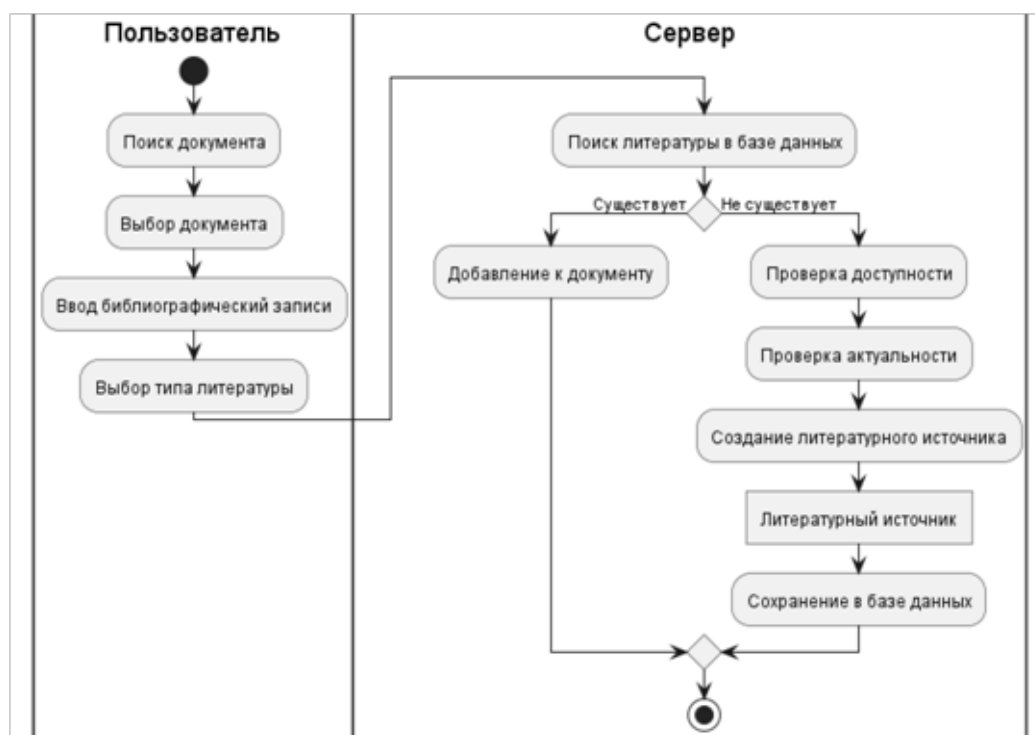 Пользователь
Сервер
Поиск документа
Выбор документа
Ввод библиографический записи
Выбор типа литературы
Поиск литературы в базе данных
Существует
Не существует
Добавление к документу
Проверка доступности
Проверка актуальности
Создание литературного источника
Литературный источник
Сохранение в базе данных